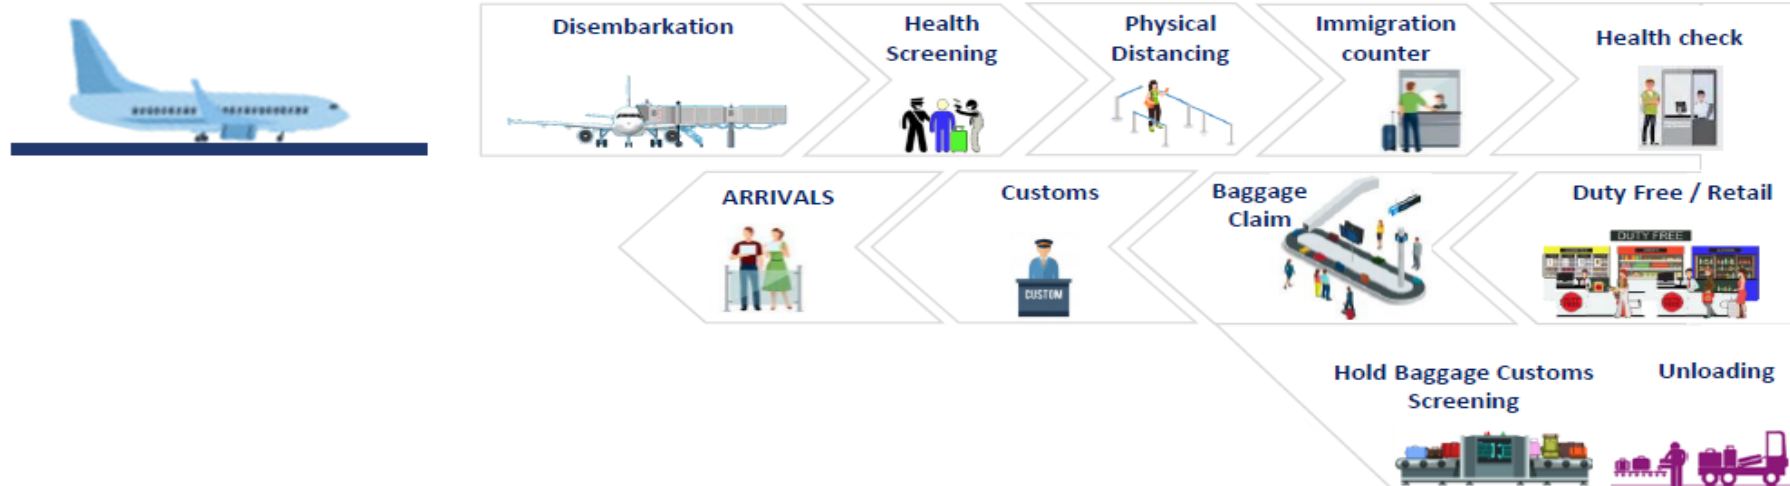 Disembarkation
Health
Screening
Physical
Distancing
Immigration
counter
Health check
ARRIVALS
Customs
Baggage
Claim
Duty Free / Retail
DUTY FREE
CUSTOM
Hold Baggage Customs
Screening
Unloading